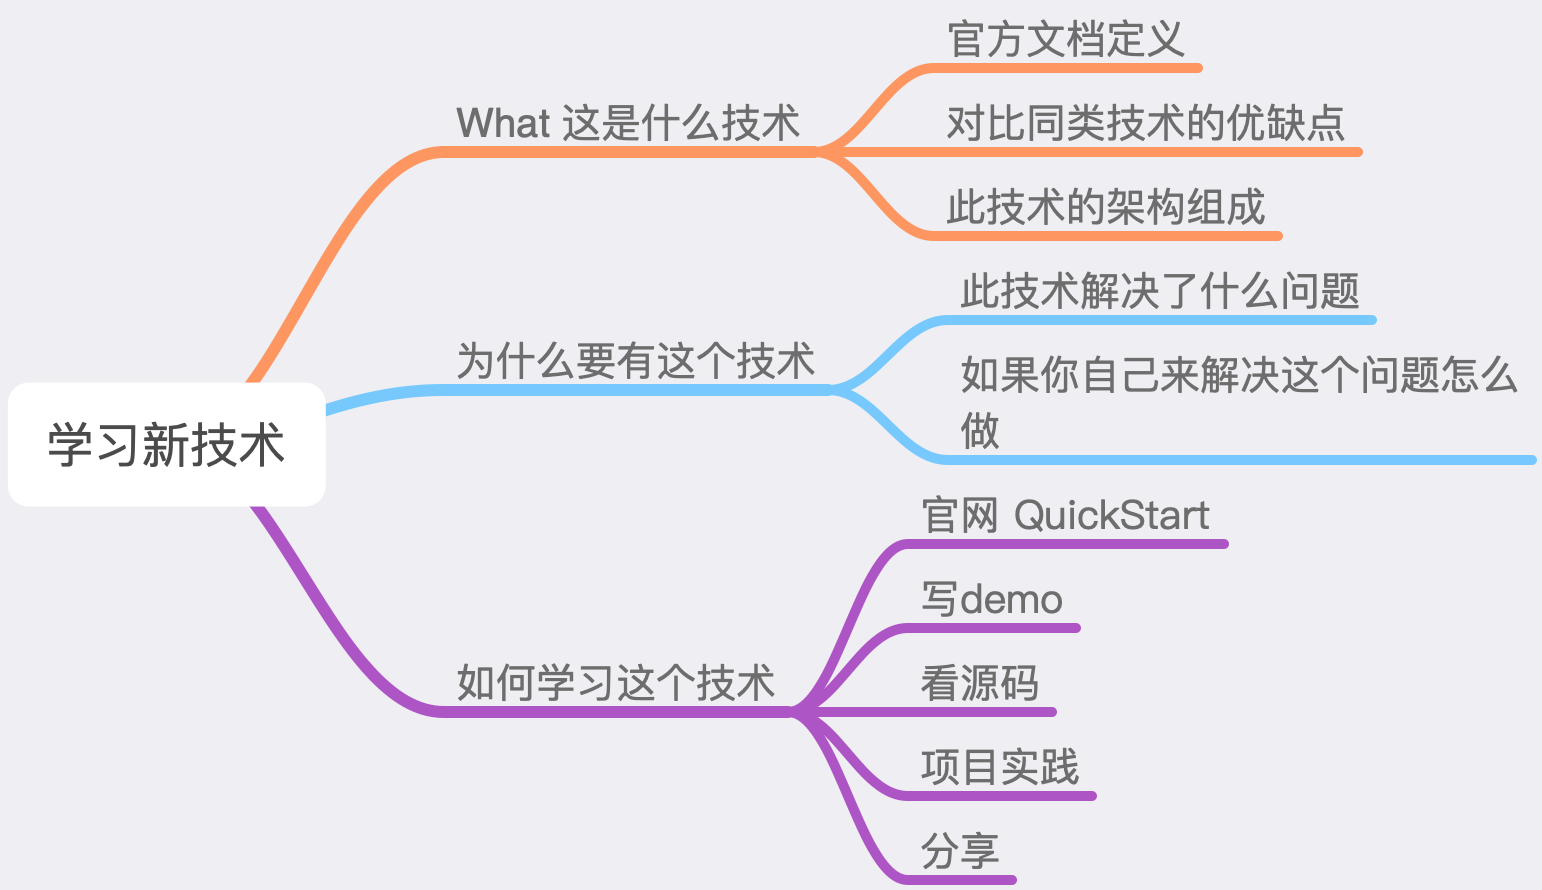 学习新技术
What 这是什么技术
官方文档定义
对比同类技术的优缺点
此技术的架构组成
为什么要有这个技术
此技术解决了什么问题
如果你自己来解决这个问题怎么
做
如何学习这个技术
官网 QuickStart
写demo
看源码
项目实践
分享